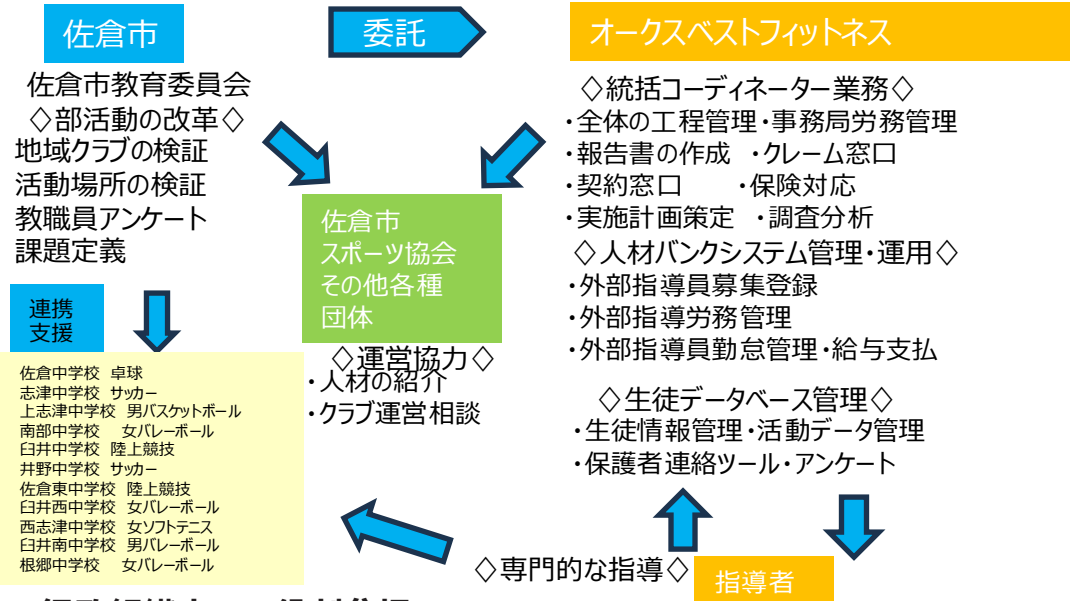 佐倉市
委託
オークスベストフィットネス
佐倉市教育委員会
◇部活動の改革◇
地域クラブの検証
活動場所の検証
教職員アンケート
課題定義
連携
支援
佐倉中学校 卓球
志津中学校 サッカー
上志津中学校 男バスケットボール
南部中学校 女バレーボール
臼井中学校 陸上競技
井野中学校 サッカー
佐倉東中学校 陸上競技
臼井西中学校 女バレーボール
西志津中学校 女ソフトテニス
臼井南中学校 男バレーボール
根郷中学校 女バレーボール
佐倉市
スポーツ協会
その他各種
団体
◇運営協力◇
・人材の紹介
・クラブ運営相談
◇統括コーディネーター業務◇
・全体の工程管理・事務局労務管理
・報告書の作成 ・クレーム窓口
・契約窓口 ・保険対応
・実施計画策定 ・調査分析
◇人材バンクシステム管理・運用◇
・外部指導員募集登録
・外部指導労務管理
・外部指導員勤怠管理・給与支払
◇生徒データベース管理◇
・生徒情報管理・活動データ管理
・保護者連絡ツール・アンケート
◇専門的な指導◇
指導者